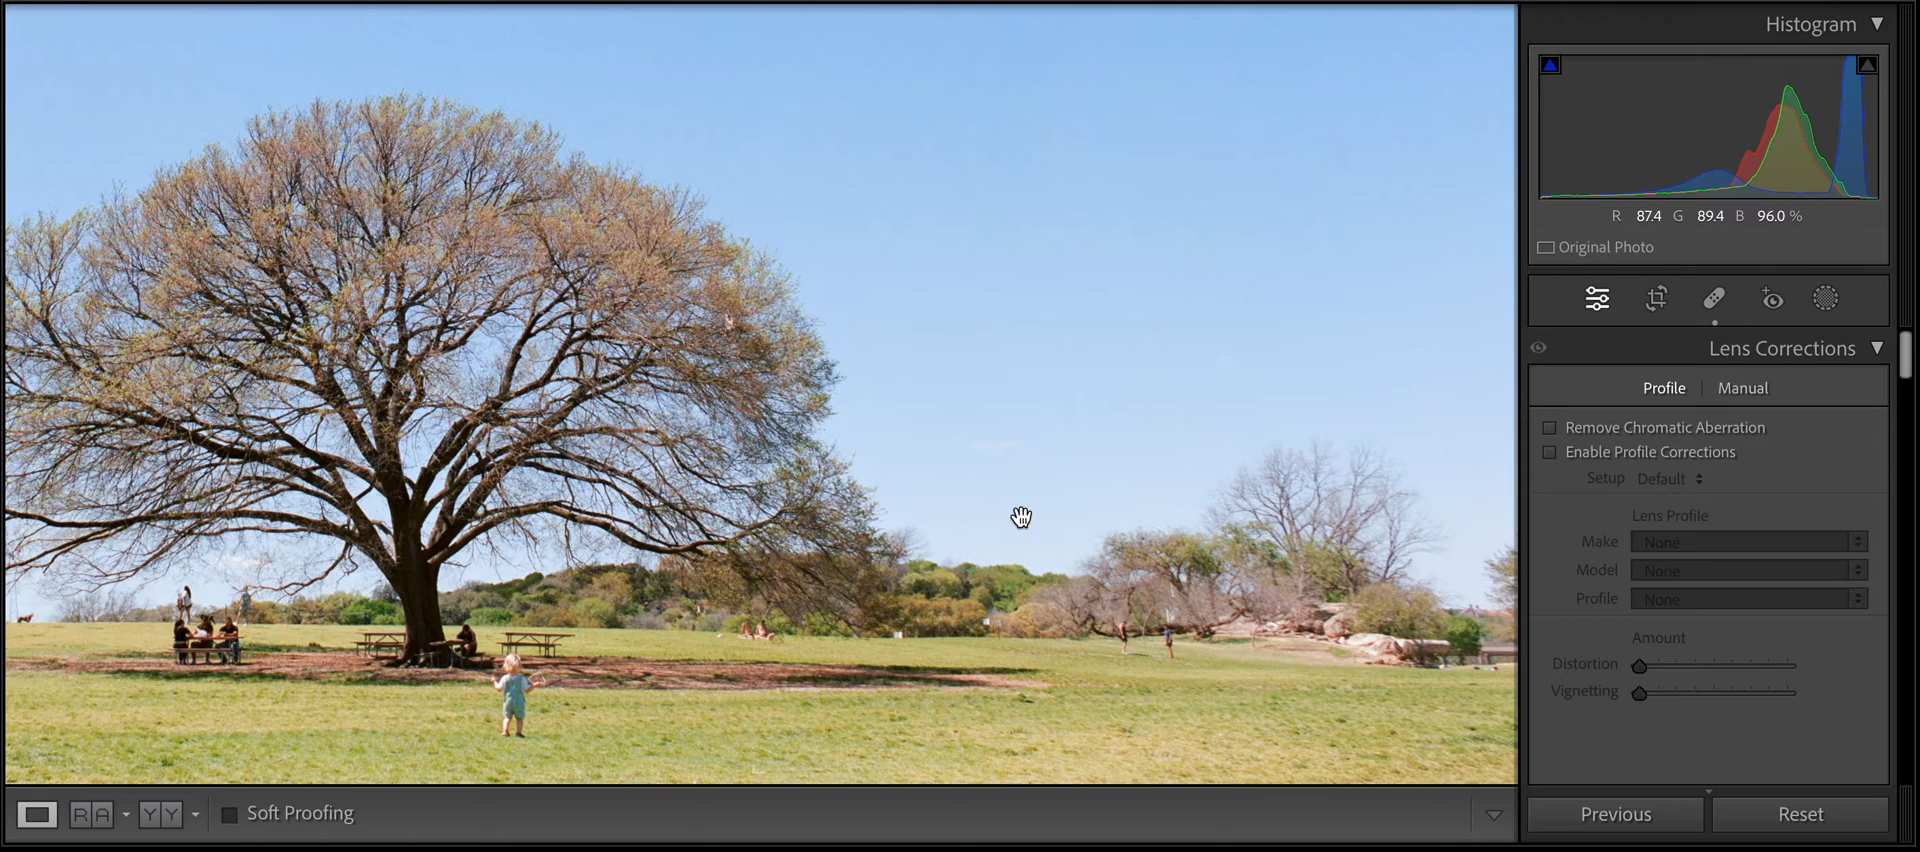 Histogram
R 87.4 G 89.4 B 96.0 %
Original Photo
Lens Corrections
Profile | Manual
Remove Chromatic Aberration
Enable Profile Corrections
Setup Default
Lens Profile
Make None
Model None
Profile None
Amount
Distortion
Vignetting
R A Y Y Soft Proofing
Previous Reset